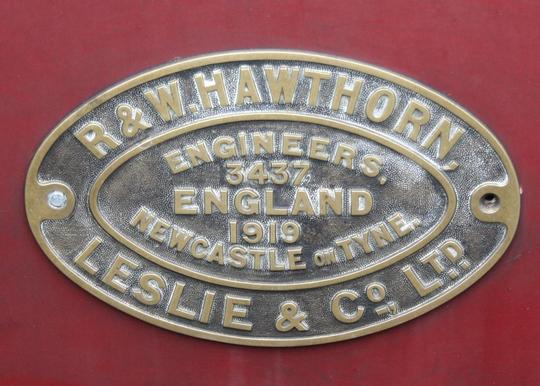 R & W. HAWTHORN,
ENGINEERS,
3437
ENGLAND
1919
NEWCASTLE ON TYNE.
LESLIE & Co., LTD.